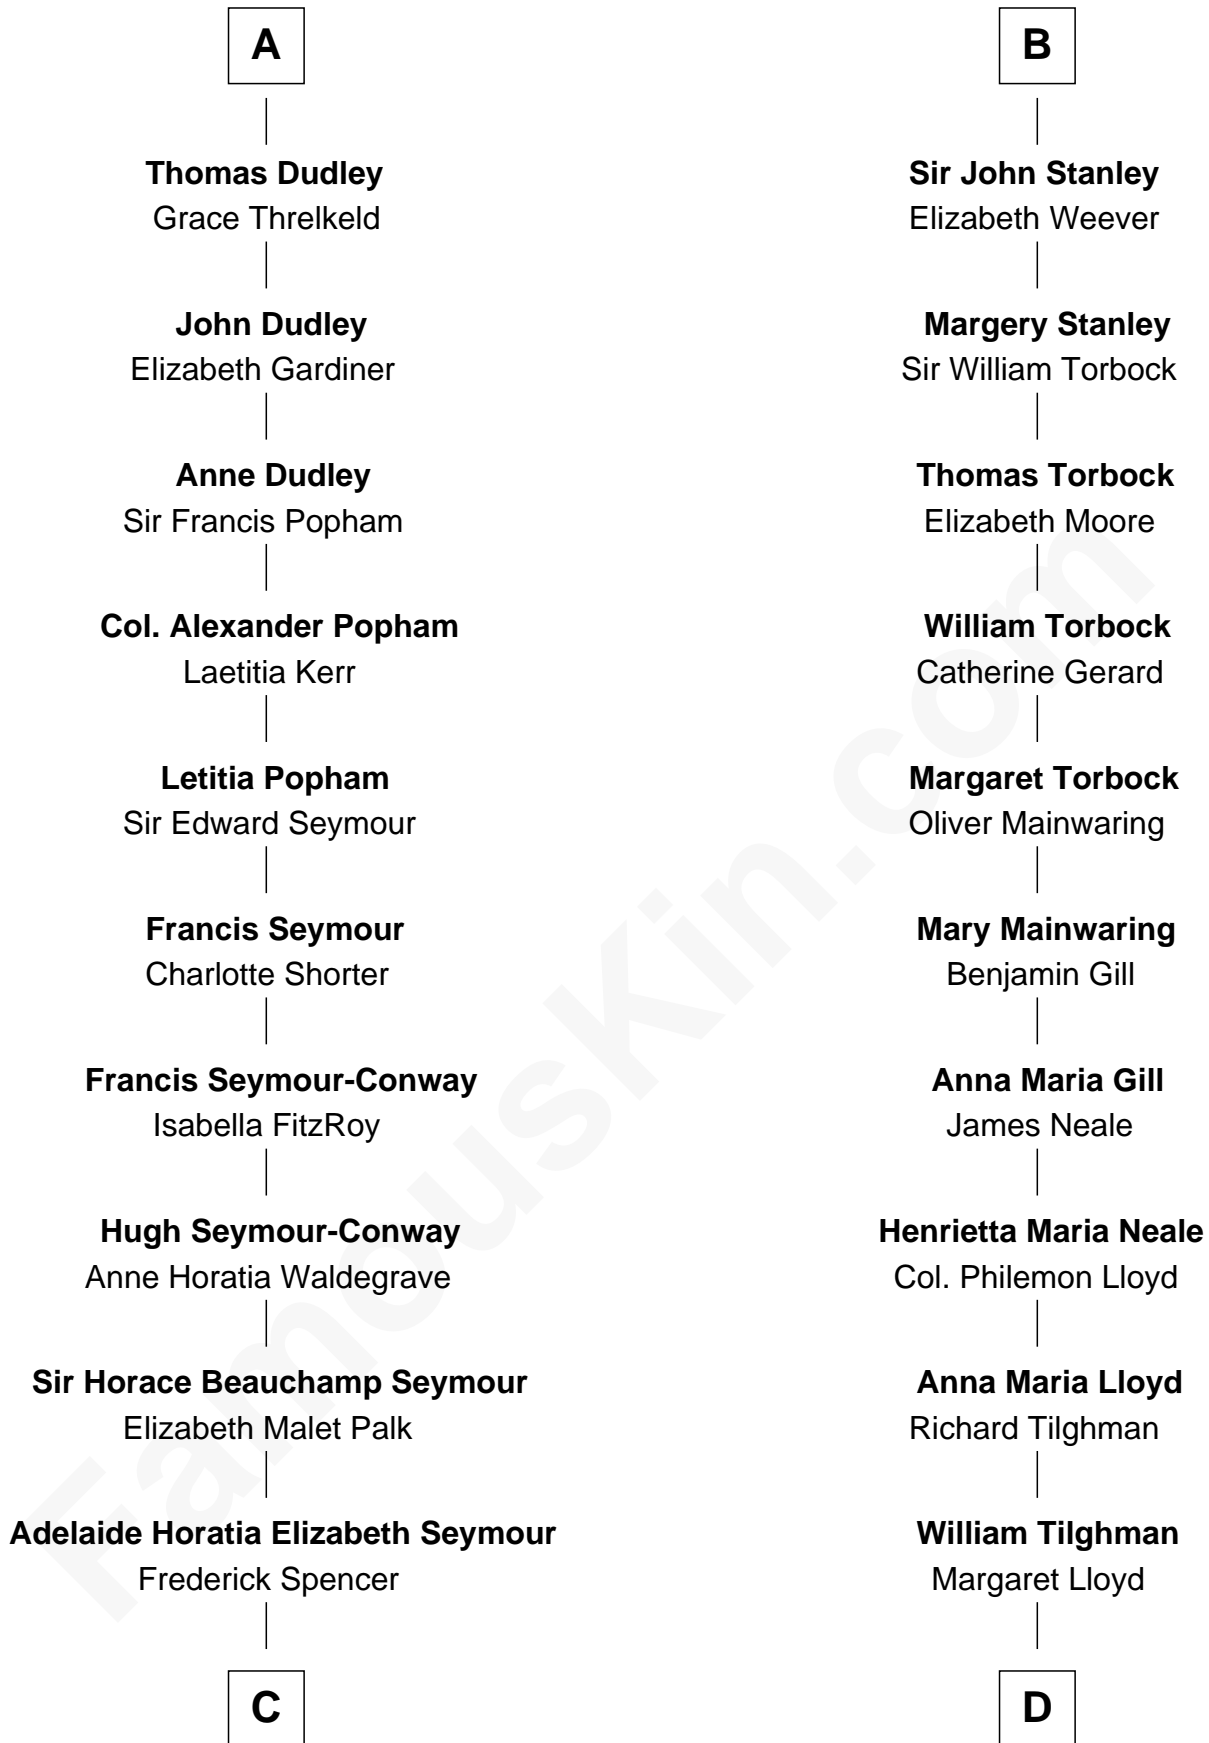 A
Thomas Dudley
Grace Threlkeld
John Dudley
Elizabeth Gardiner
Anne Dudley
Sir Francis Popham
Col. Alexander Popham
Laetitia Kerr
Letitia Popham
Sir Edward Seymour
Francis Seymour
Charlotte Shorter
Francis Seymour-Conway
Isabella FitzRoy
Hugh Seymour-Conway
Anne Horatia Waldegrave
Sir Horace Beauchamp Seymour
Elizabeth Malet Palk
Adelaide Horatia Elizabeth Seymour
Frederick Spencer
C
B
Sir John Stanley
Elizabeth Weever
Margery Stanley
Sir William Torbock
Thomas Torbock
Elizabeth Moore
William Torbock
Catherine Gerard
Margaret Torbock
Oliver Mainwaring
Mary Mainwaring
Benjamin Gill
Anna Maria Gill
James Neale
Henrietta Maria Neale
Col. Philemon Lloyd
Anna Maria Lloyd
Richard Tilghman
William Tilghman
Margaret Lloyd
D
FamousKin.com